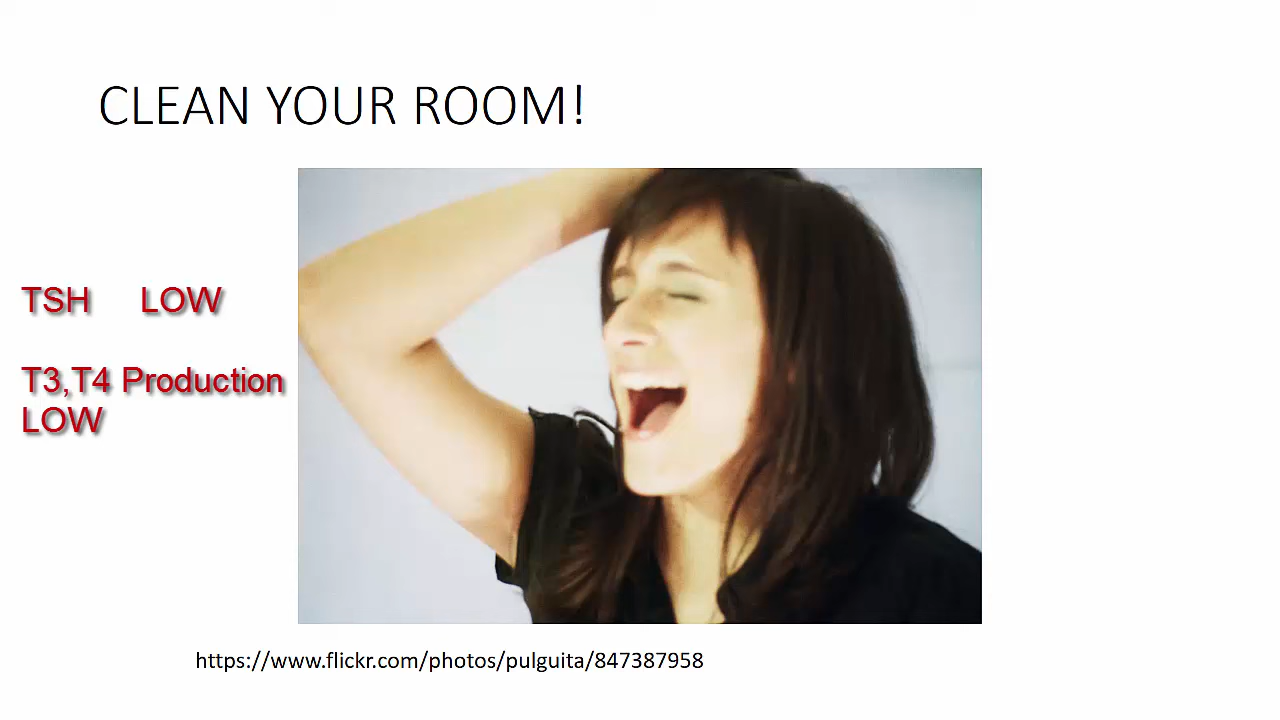 CLEAN YOUR ROOM!
TSH LOW
T3,T4 Production
LOW
https://www.flickr.com/photos/pulguita/847387958